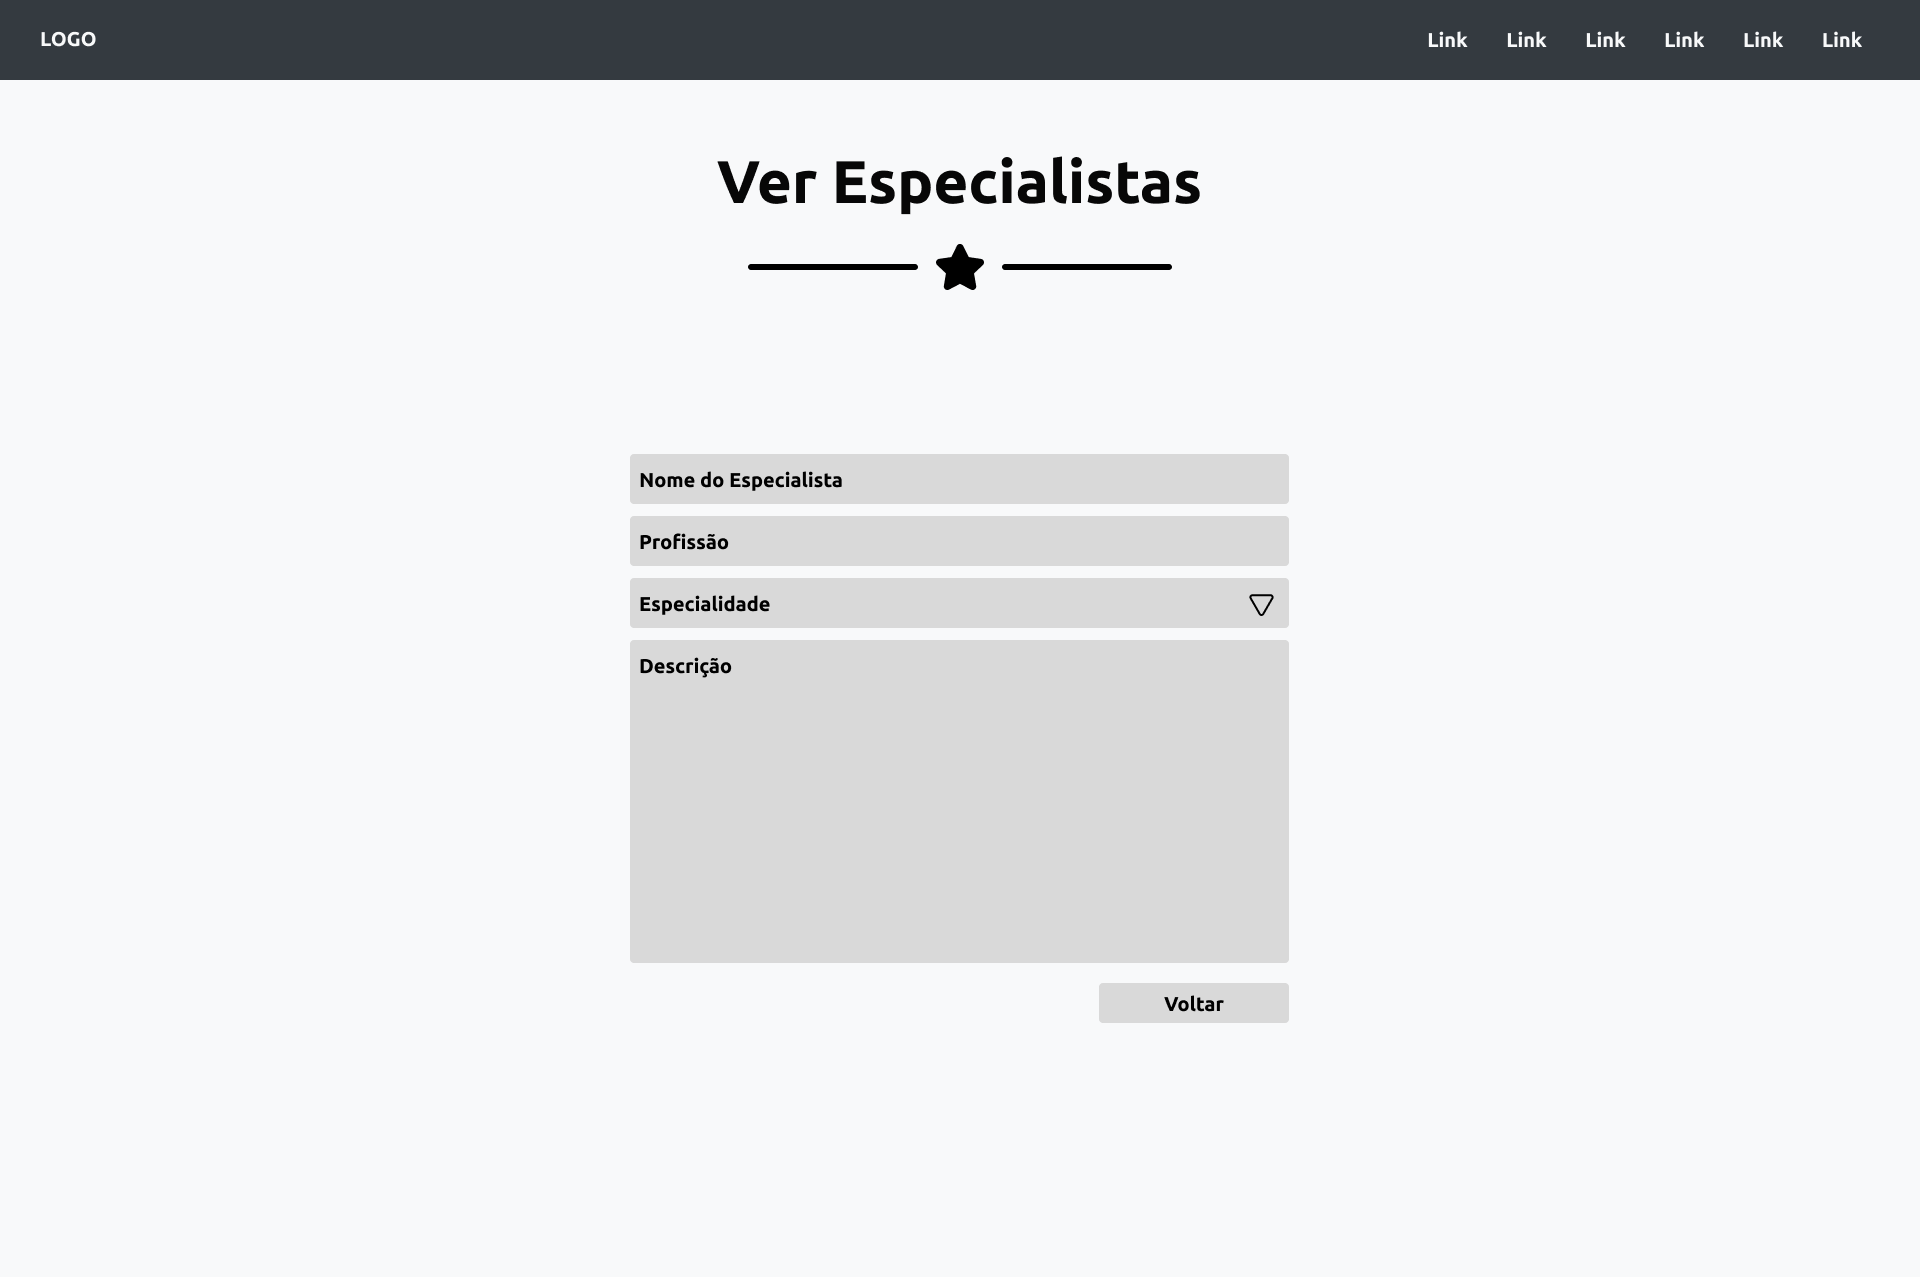 LOGO
Link Link Link Link Link Link
Ver Especialistas
Nome do Especialista
Profissão
Especialidade
Descrição
Voltar